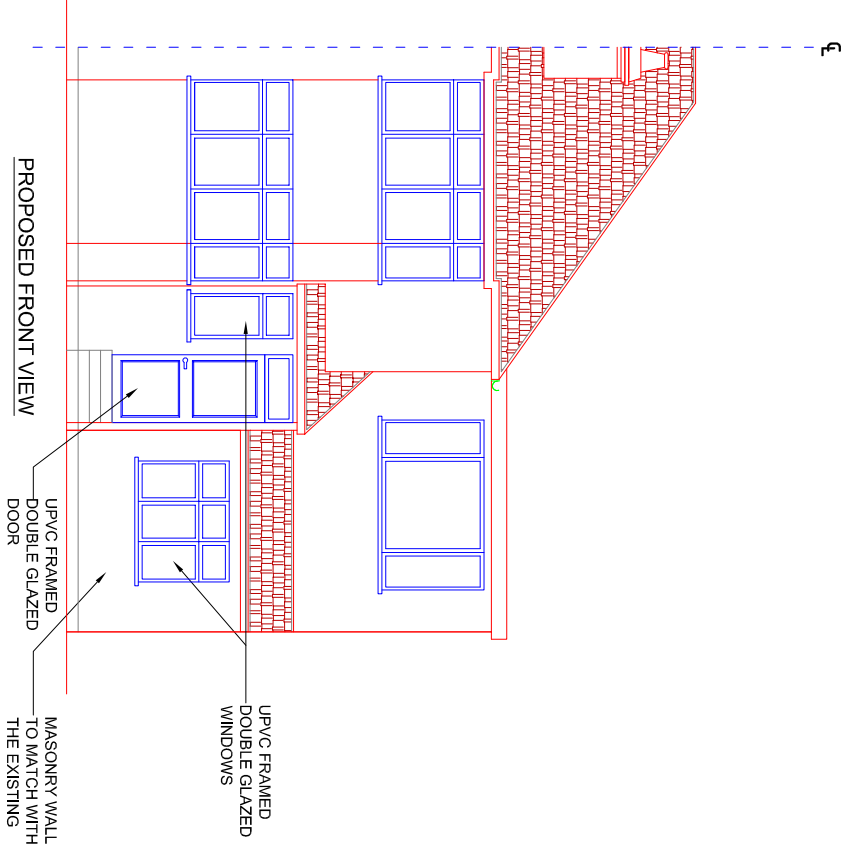 PROPOSED FRONT VIEW
UPVC FRAMED
DOUBLE GLAZED
DOOR
MASONRY WALL
TO MATCH WITH
THE EXISTING
UPVC FRAMED
DOUBLE GLAZED
WINDOWS
CL